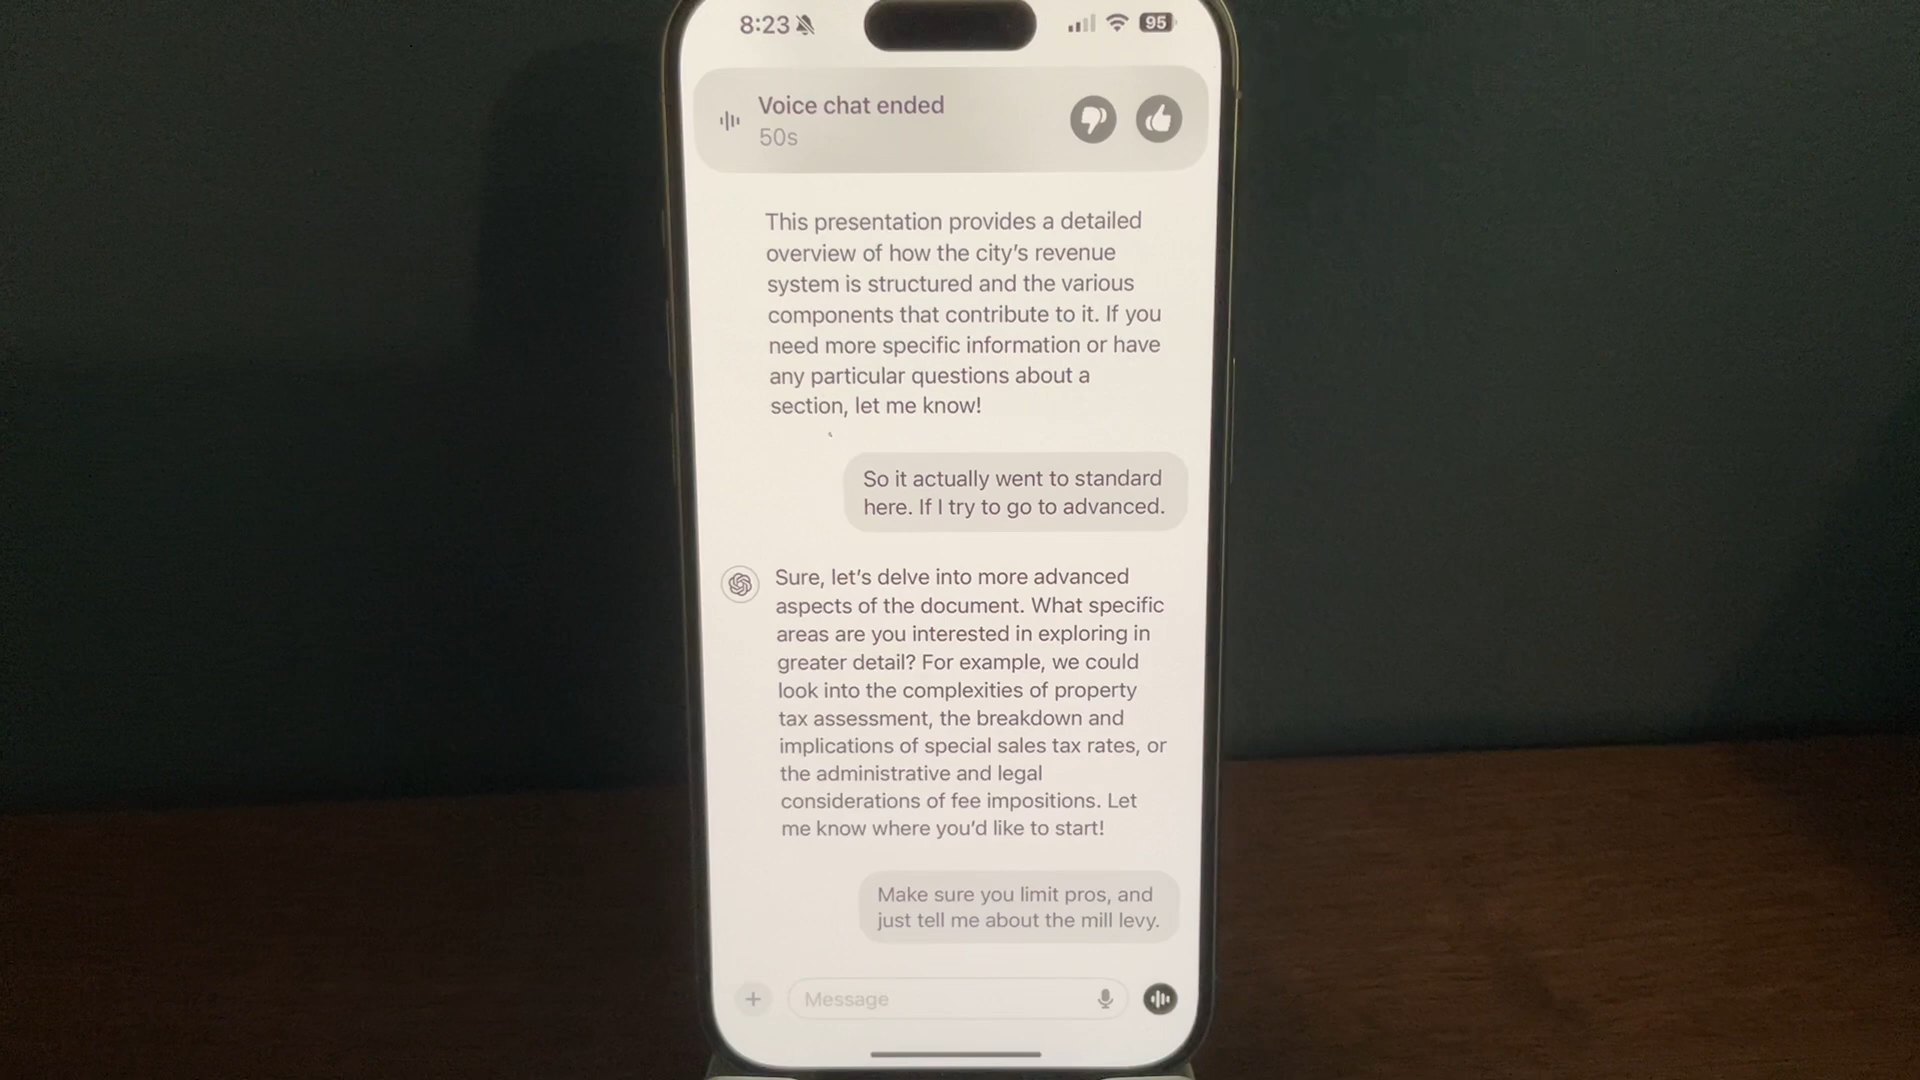 8:23
95
Voice chat ended
50s
This presentation provides a detailed
overview of how the city's revenue
system is structured and the various
components that contribute to it. If you
need more specific information or have
any particular questions about a
section, let me know!
So it actually went to standard
here. If I try to go to advanced.
Sure, let's delve into more advanced
aspects of the document. What specific
areas are you interested in exploring in
greater detail? For example, we could
look into the complexities of property
tax assessment, the breakdown and
implications of special sales tax rates, or
the administrative and legal
considerations of fee impositions. Let
me know where you'd like to start!
Make sure you limit pros, and
just tell me about the mill levy.
Message